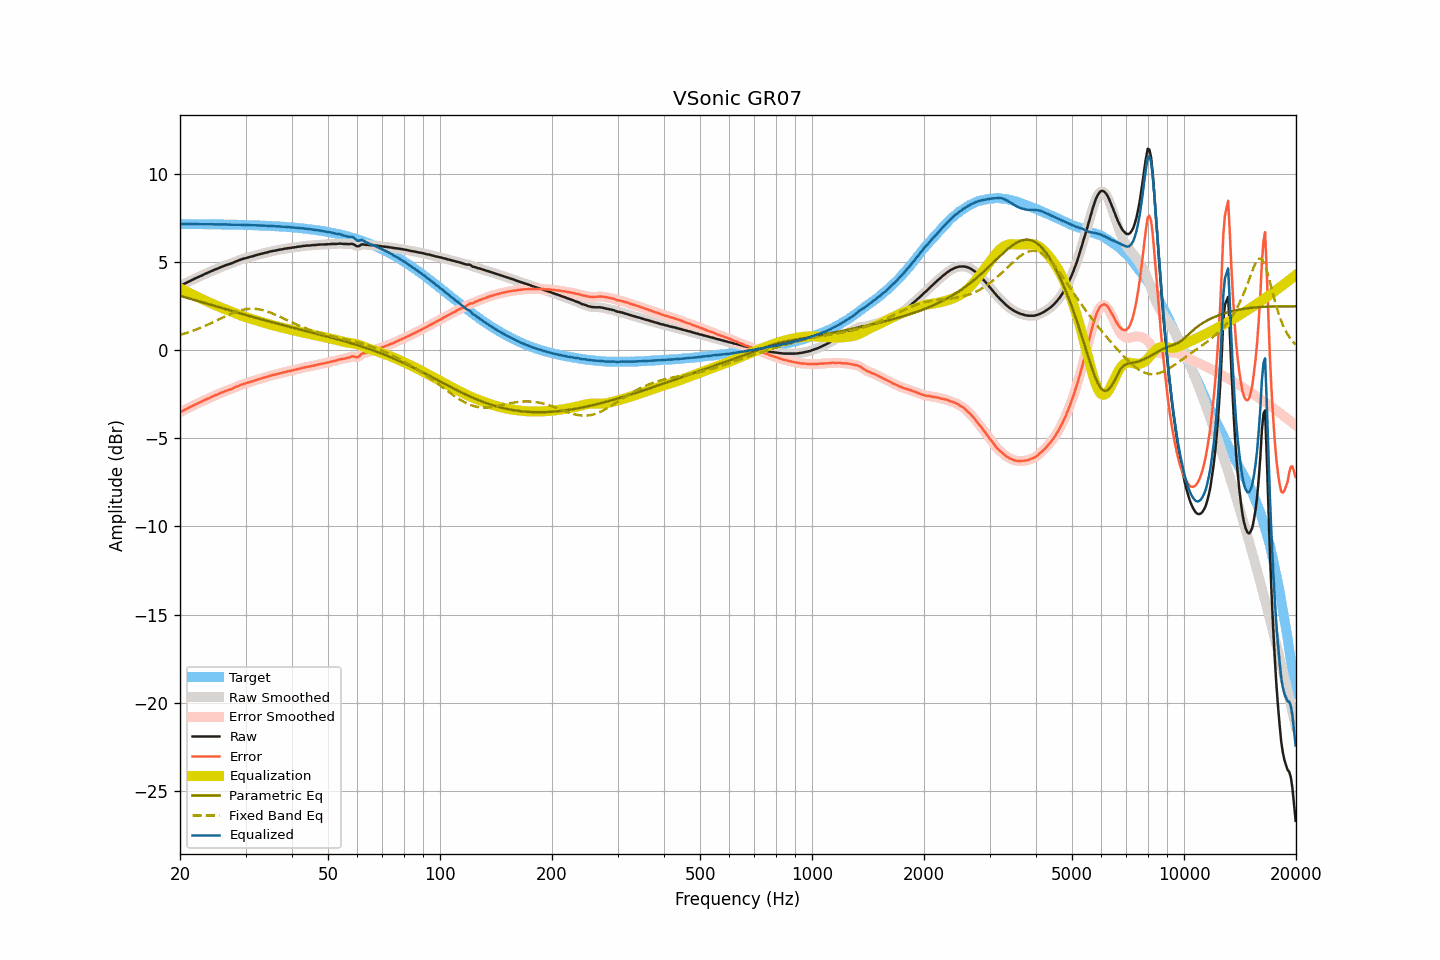 VSonic GR07
Amplitude (dBr)
10
5
0
−5
−10
−15
−20
−25
Target
Raw Smoothed
Error Smoothed
Raw
Error
Equalization
Parametric Eq
Fixed Band Eq
Equalized
20 50 100 200 500 1000 2000 5000 10000 20000
Frequency (Hz)